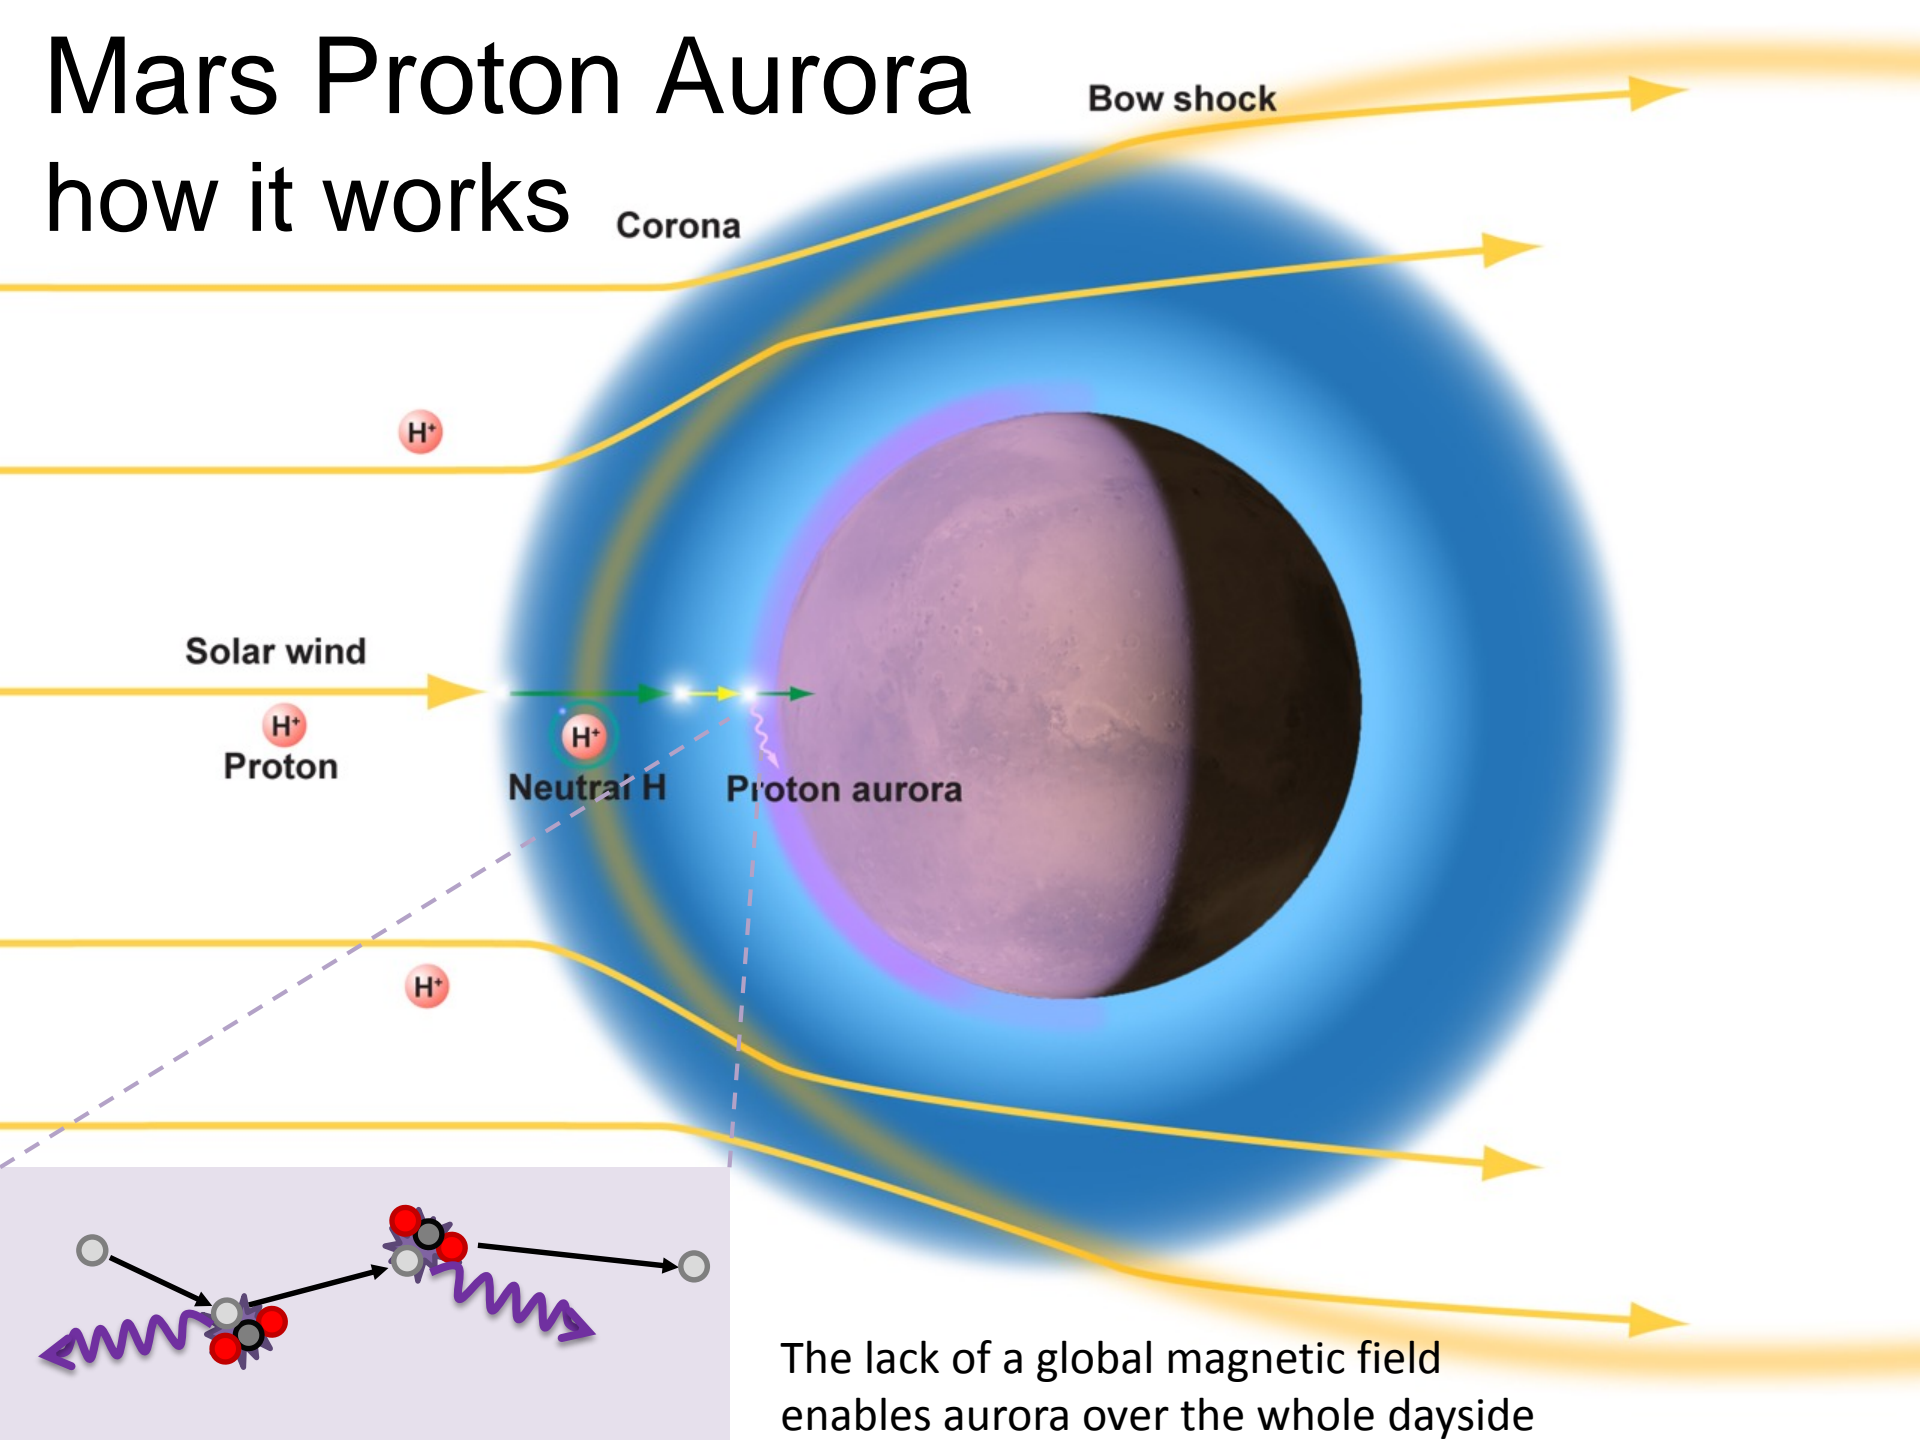 Mars Proton Aurora
how it works
Bow shock
Corona
H+
Solar wind
H+
Proton
H+
Neutral H
Proton aurora
H+
The lack of a global magnetic field
enables aurora over the whole dayside